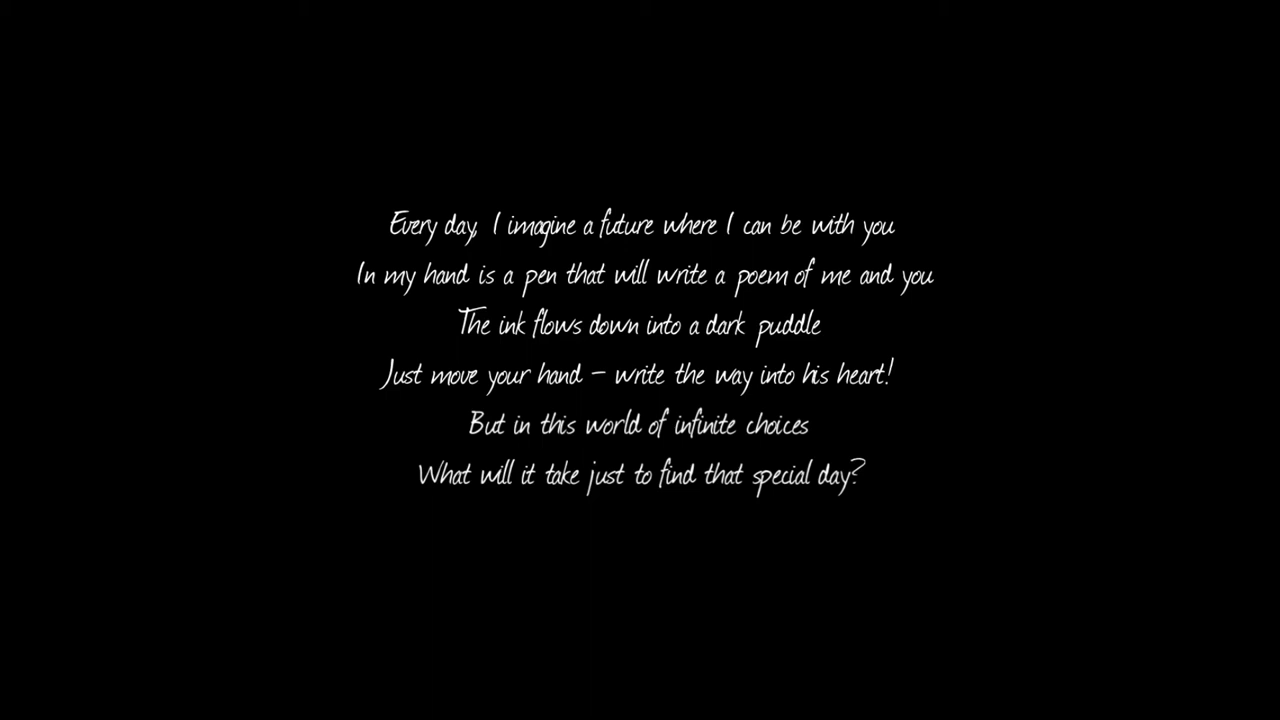 Every day, I imagine a future where I can be with you
In my hand is a pen that will write a poem of me and you
The ink flows down into a dark puddle
Just move your hand – write the way into his heart!
But in this world of infinite choices
What will it take just to find that special day?